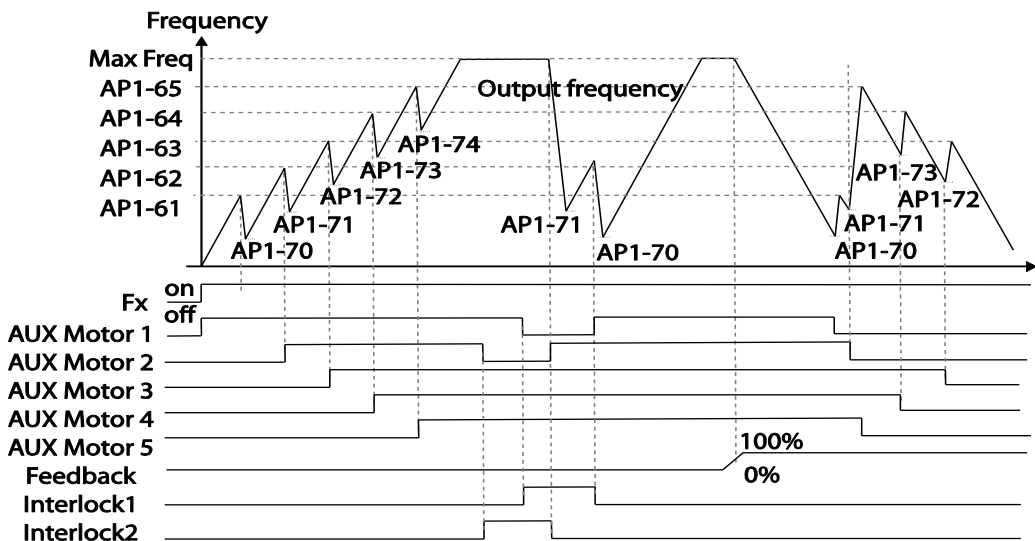 Frequency
Max Freq
AP1-65
Output frequency
AP1-64
AP1-63
AP1-74
AP1-73
AP1-73
AP1-62
AP1-72
AP1-72
AP1-61
AP1-71
AP1-71
AP1-71
AP1-70
AP1-70
AP1-70
on
Fx
off
AUX Motor 1
AUX Motor 2
AUX Motor 3
AUX Motor 4
AUX Motor 5
100%
Feedback
0%
Interlock1
Interlock2